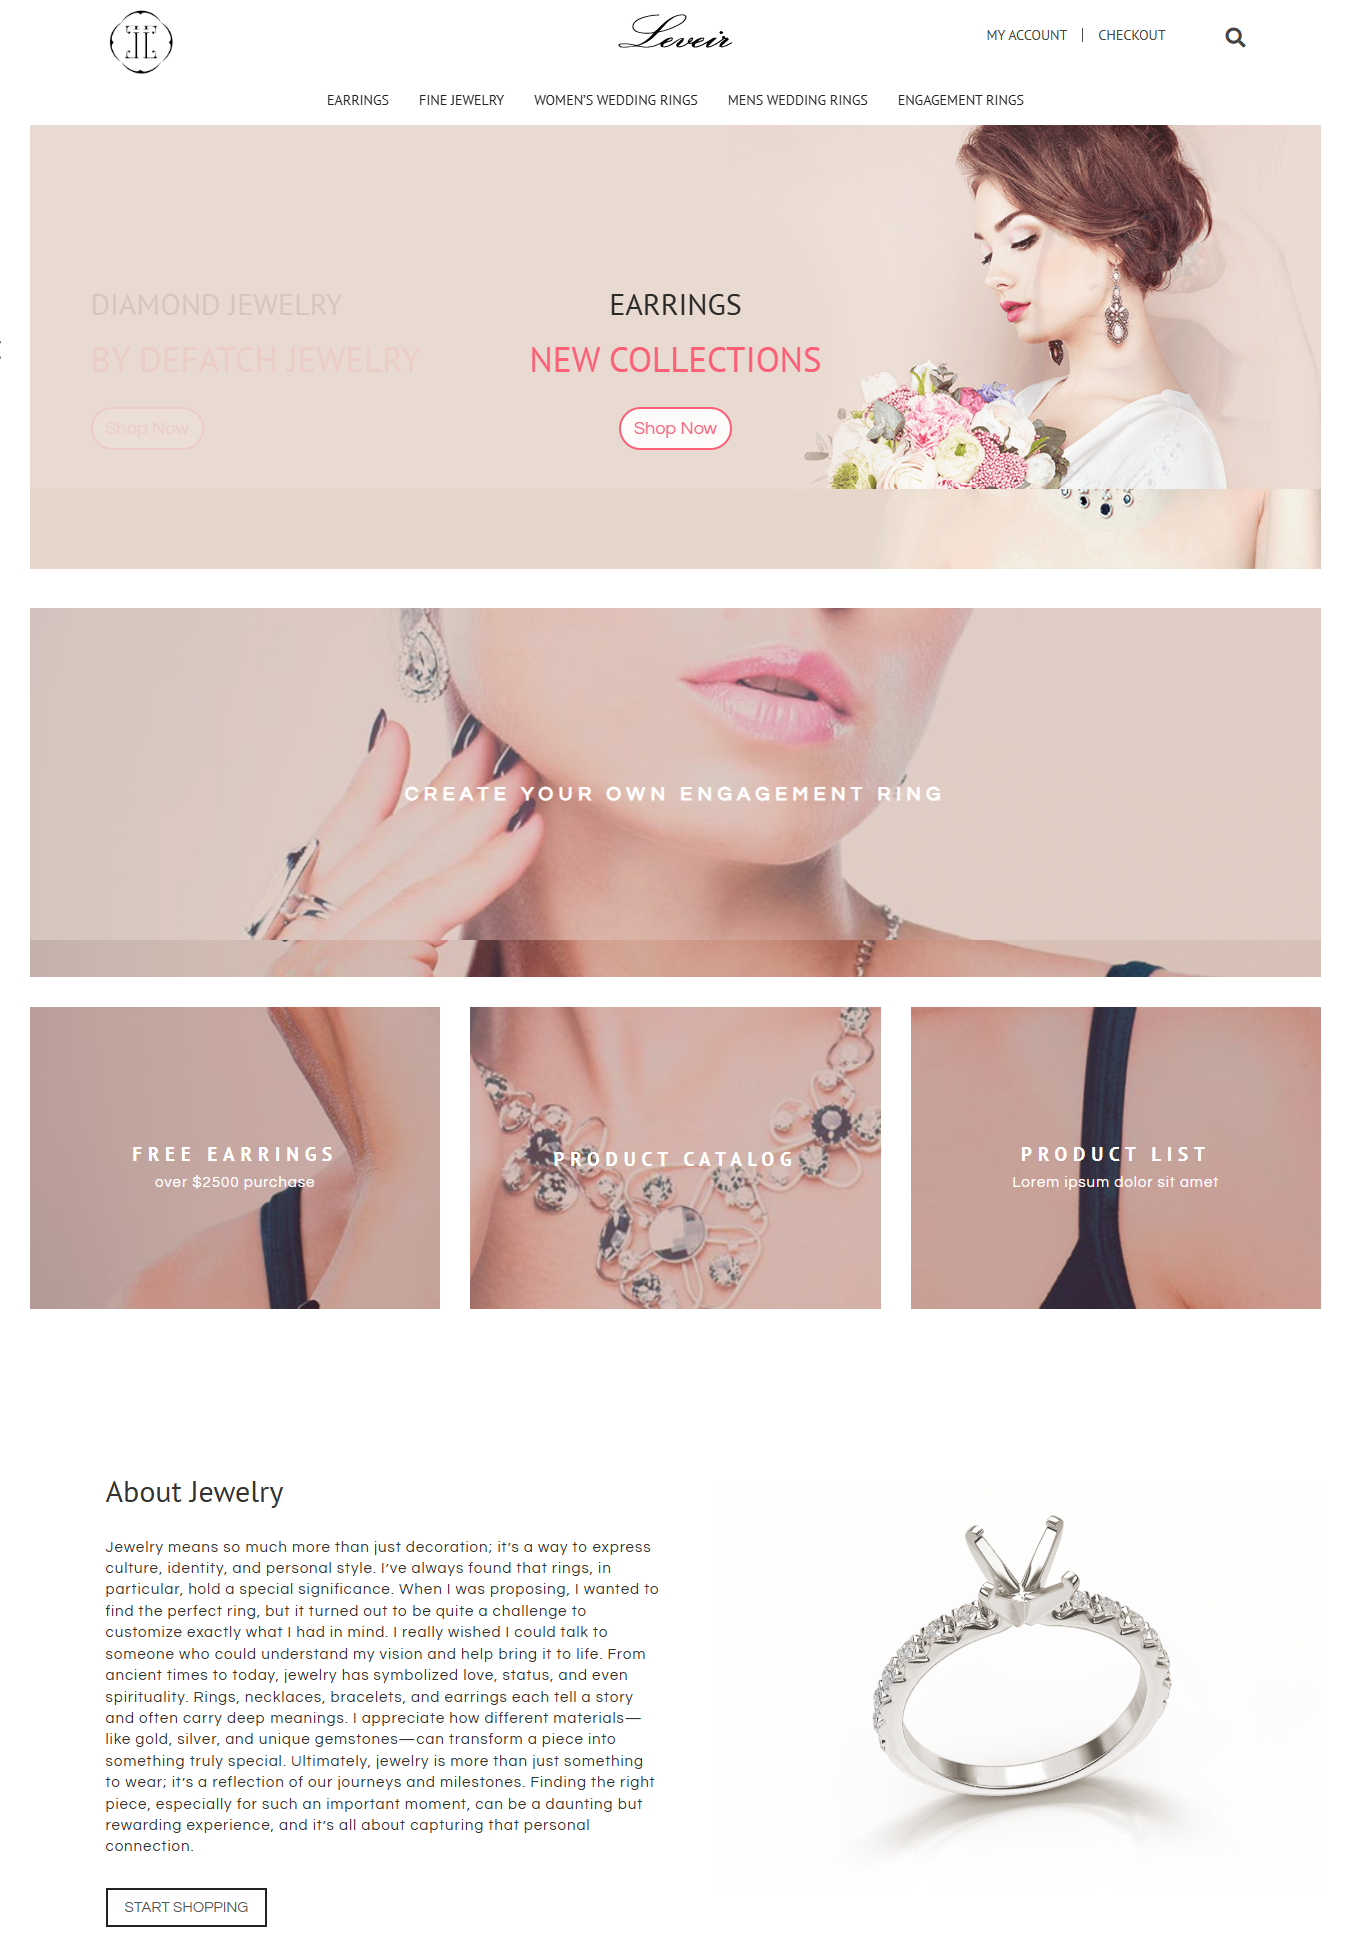 Leveir
MY ACCOUNT | CHECKOUT
EARRINGS FINE JEWELRY WOMEN'S WEDDING RINGS MENS WEDDING RINGS ENGAGEMENT RINGS
DIAMOND JEWELRY
BY DEFATCH JEWELRY
Shop Now
EARRINGS
NEW COLLECTIONS
Shop Now
CREATE YOUR OWN ENGAGEMENT RING
FREE EARRINGS
over $2500 purchase
PRODUCT CATALOG
PRODUCT LIST
Lorem ipsum dolor sit amet
About Jewelry
Jewelry means so much more than just decoration; it's a way to express
culture, identity, and personal style. I've always found that rings, in
particular, hold a special significance. When I was proposing, I wanted to
find the perfect ring, but it turned out to be quite a challenge to
customize exactly what I had in mind. I really wished I could talk to
someone who could understand my vision and help bring it to life. From
ancient times to today, jewelry has symbolized love, status, and even
spirituality. Rings, necklaces, bracelets, and earrings each tell a story
and often carry deep meanings. I appreciate how different materials—
like gold, silver, and unique gemstones—can transform a piece into
something truly special. Ultimately, jewelry is more than just something
to wear; it's a reflection of our journeys and milestones. Finding the right
piece, especially for such an important moment, can be a daunting but
rewarding experience, and it's all about capturing that personal
connection.
START SHOPPING